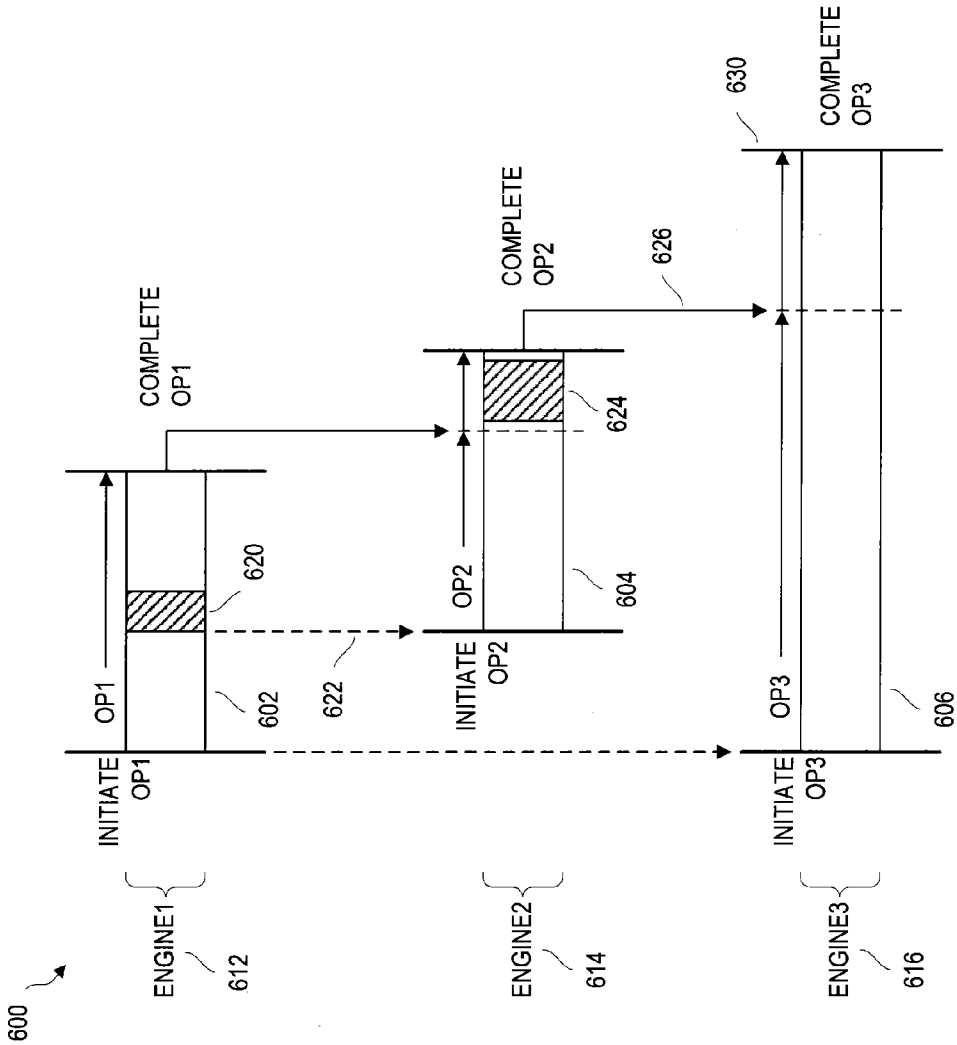 600
ENGINE1
612
INITIATE
OP1
OP1
602
620
COMPLETE
OP1
622
ENGINE2
614
INITIATE
OP2
OP2
604
624
COMPLETE
OP2
626
ENGINE3
616
INITIATE
OP3
OP3
606
630
COMPLETE
OP3